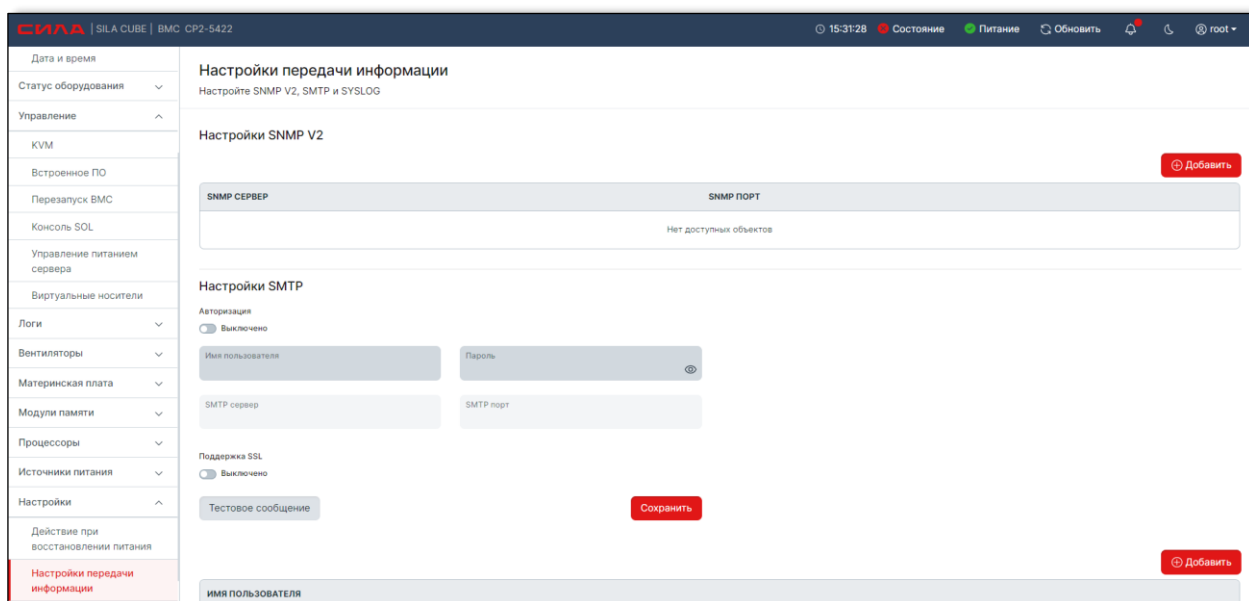 СИЛА | SILA CUBE | BMC CP2-5422
15:31:28 Состояние Питание Обновить root
Дата и время
Статус оборудования
Управление
KVM
Встроенное ПО
Перезапуск BMC
Консоль SOL
Управление питанием
сервера
Виртуальные носители
Логи
Вентиляторы
Материнская плата
Модули памяти
Процессоры
Источники питания
Настройки
Действие при
восстановлении питания
Настройки передачи
информации
Настройки передачи информации
Настройте SNMP V2, SMTP и SYSLOG
Настройки SNMP V2
Добавить
SNMP СЕРВЕР SNMP ПОРТ
Нет доступных объектов
Настройки SMTP
Авторизация
Выключено
Имя пользователя Пароль
SMTP сервер SMTP порт
Поддержка SSL
Выключено
Тестовое сообщение Сохранить
Добавить
ИМЯ ПОЛЬЗОВАТЕЛЯ